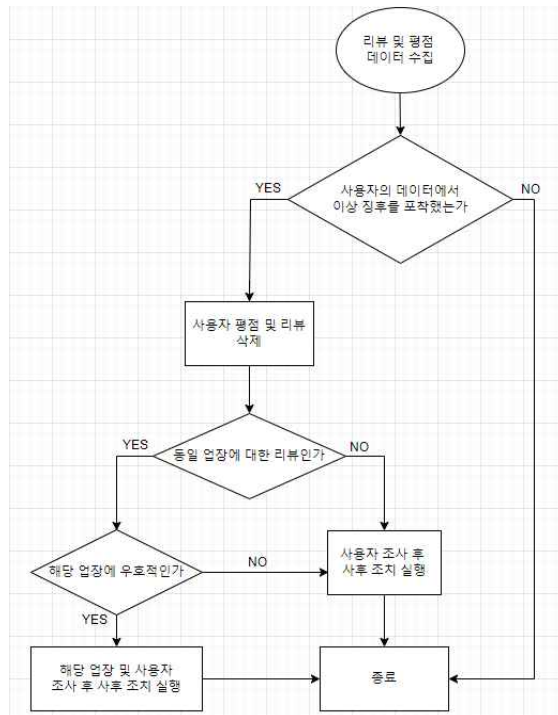 리뷰 및 평점
데이터 수집
사용자의 데이터에서
이상 징후를 포착했는가
YES
NO
사용자 평점 및 리뷰
삭제
동일 업장에 대한 리뷰인가
YES
NO
해당 업장에 우호적인가
NO
YES
사용자 조사 후
사후 조치 실행
해당 업장 및 사용자
조사 후 사후 조치 실행
종료